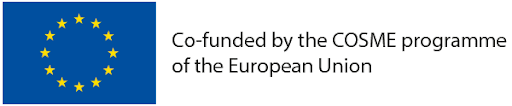 Co-funded by the COSME programme
of the European Union